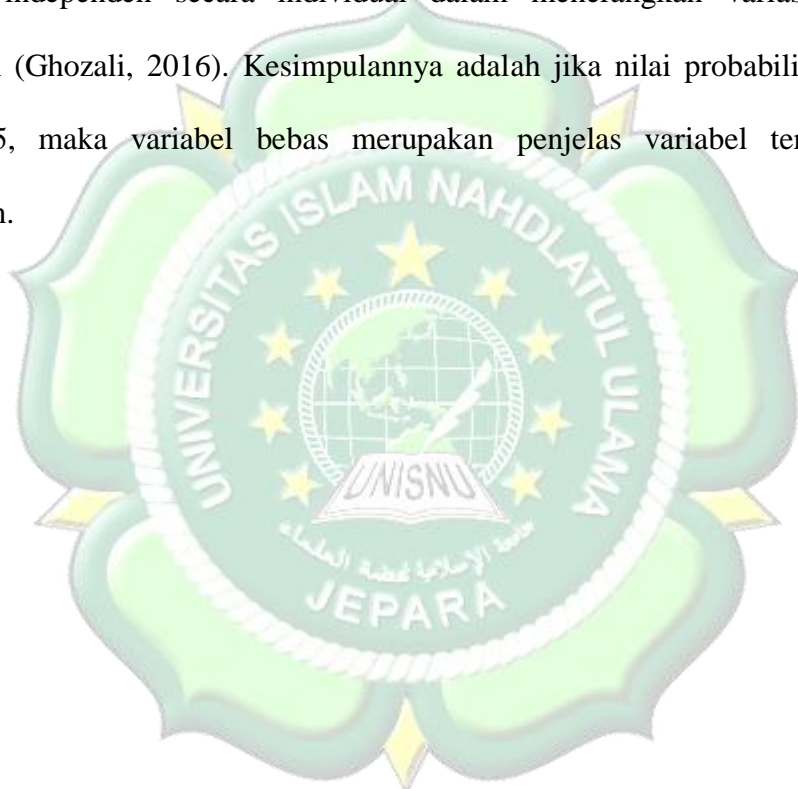 independen secara individual dalam menerangkan varias
(Ghozali, 2016). Kesimpulannya adalah jika nilai probabili
5, maka variabel bebas merupakan penjelas variabel ter
UNIVERSITAS ISLAM NAHDLATUL ULAMA
UNISNU
JEPARA